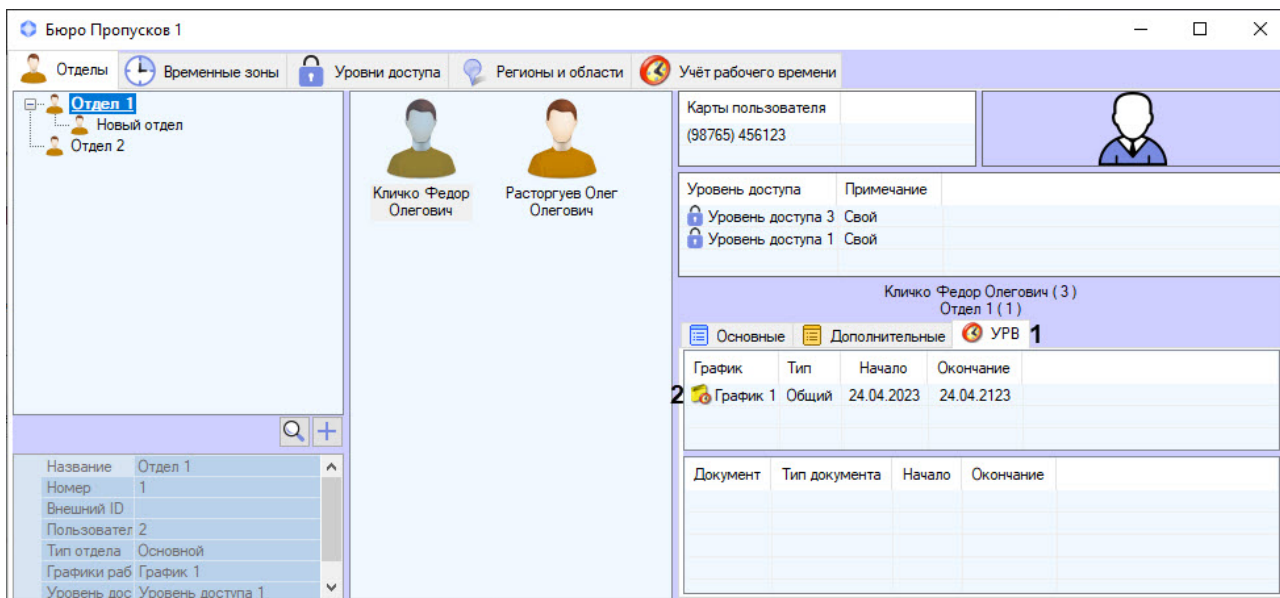 Бюро Пропусков 1
Отделы Временные зоны Уровни доступа Регионы и области Учёт рабочего времени
Отдел 1
Новый отдел
Отдел 2
Кличко Федор
Олегович
Расторгуев Олег
Олегович
Карты пользователя
(98765) 456123
Уровень доступа Примечание
Уровень доступа 3 Свой
Уровень доступа 1 Свой
Кличко Федор Олегович ( 3 )
Отдел 1 ( 1 )
Основные Дополнительные УРВ 1
График Тип Начало Окончание
2 График 1 Общий 24.04.2023 24.04.2123
Документ Тип документа Начало Окончание
Название Отдел 1
Номер 1
Внешний ID
Пользовател 2
Тип отдела Основной
Графики раб График 1
Уровень дос Уровень доступа 1